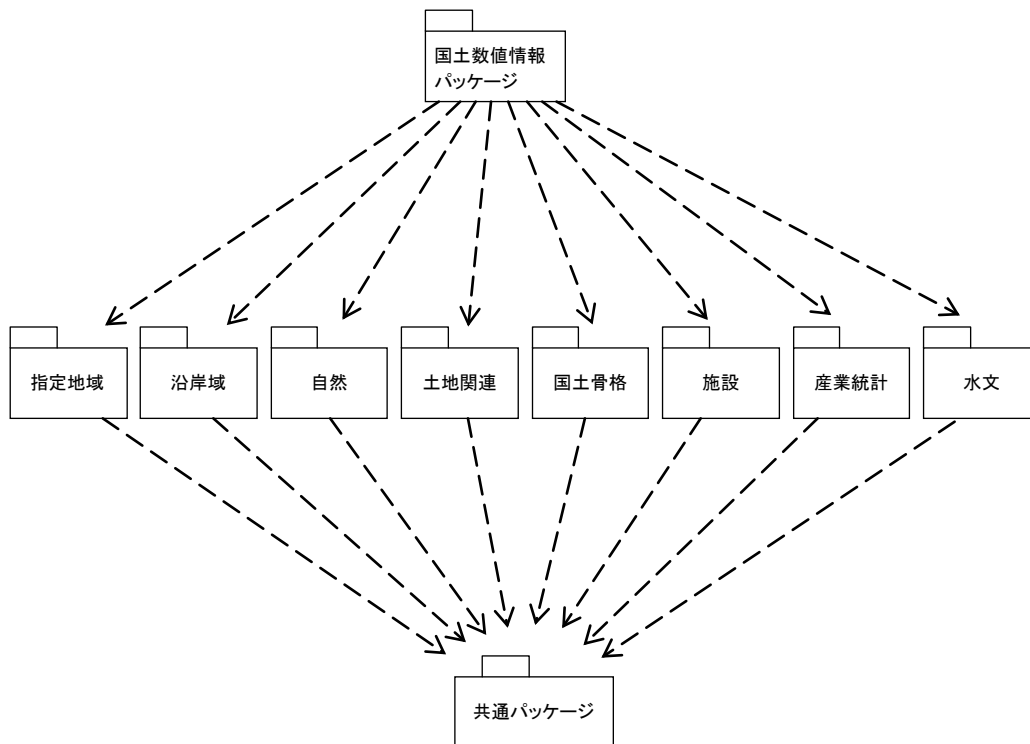 国土数値情報
パッケージ
指定地域
沿岸域
自然
土地関連
国土骨格
施設
産業統計
水文
共通パッケージ